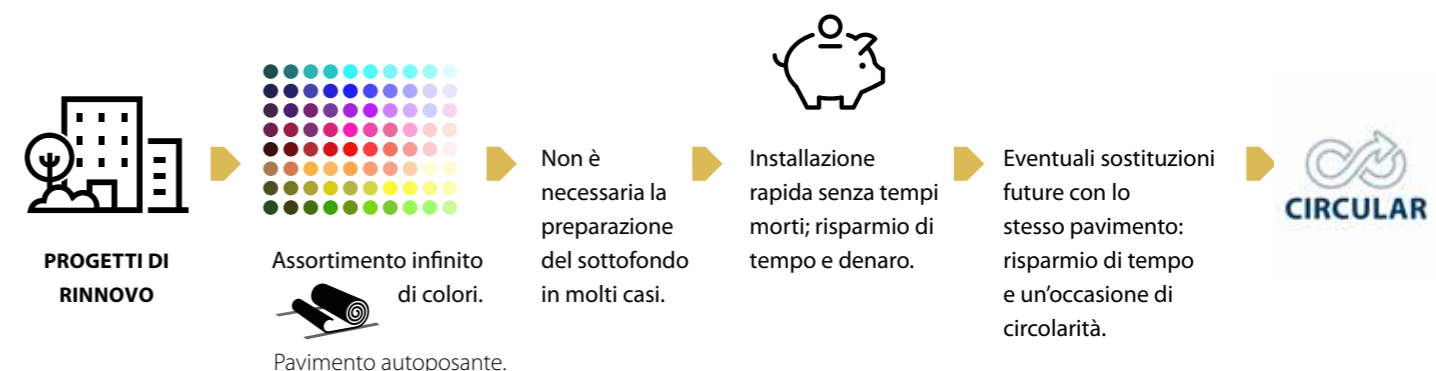 PROGETTI DI
RINNOVO
Assortimento infinito
di colori.
Pavimento autoposante.
Non è
necessaria la
preparazione
del sottofondo
in molti casi.
Installazione
rapida senza tempi
morti; risparmio di
tempo e denaro.
Eventuali sostituzioni
future con lo
stesso pavimento:
risparmio di tempo
e un’occasione di
circolarità.
CIRCULAR